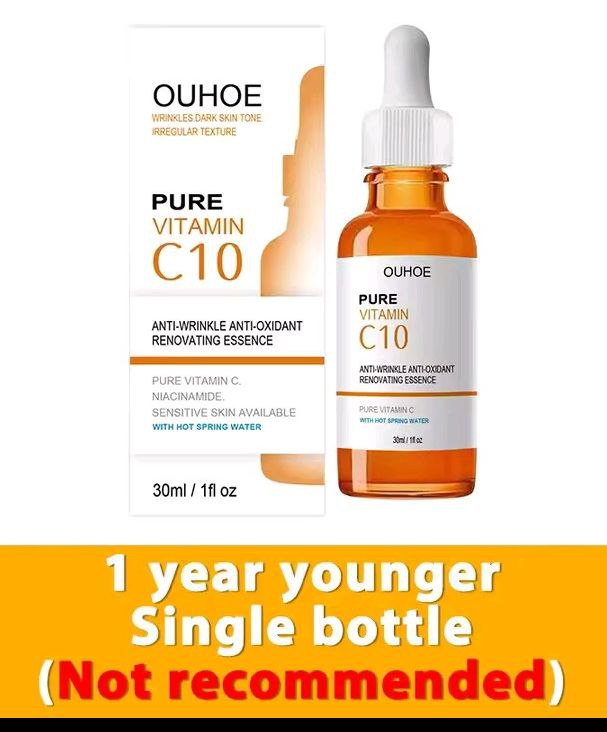 OUHOE
WRINKLES.DARK SKIN TONE.
IRREGULAR TEXTURE
PURE
VITAMIN
C10
ANTI-WRINKLE ANTI-OXIDANT
RENOVATING ESSENCE
PURE VITAMIN C.
NIACINAMIDE.
SENSITIVE SKIN AVAILABLE
WITH HOT SPRING WATER
30ml / 1fl oz
OUHOE
PURE
VITAMIN
C10
ANTI-WRINKLE ANTI-OXIDANT
RENOVATING ESSENCE
PURE VITAMIN C
WITH HOT SPRING WATER
30ml / 1fl oz
1 year younger
Single bottle
(Not recommended)